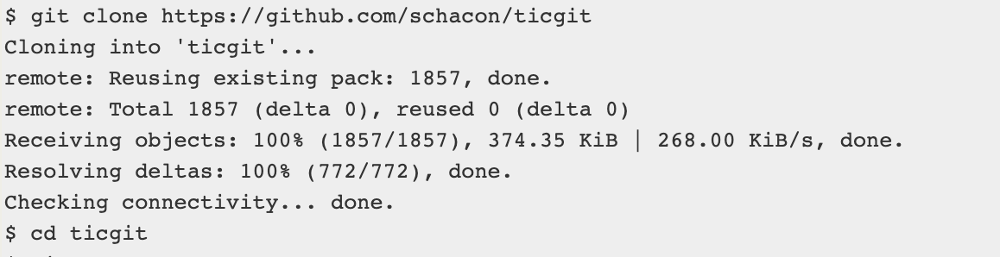 $ git clone https://github.com/schacon/ticgit
Cloning into 'ticgit'...
remote: Reusing existing pack: 1857, done.
remote: Total 1857 (delta 0), reused 0 (delta 0)
Receiving objects: 100% (1857/1857), 374.35 KiB | 268.00 KiB/s, done.
Resolving deltas: 100% (772/772), done.
Checking connectivity... done.
$ cd ticgit